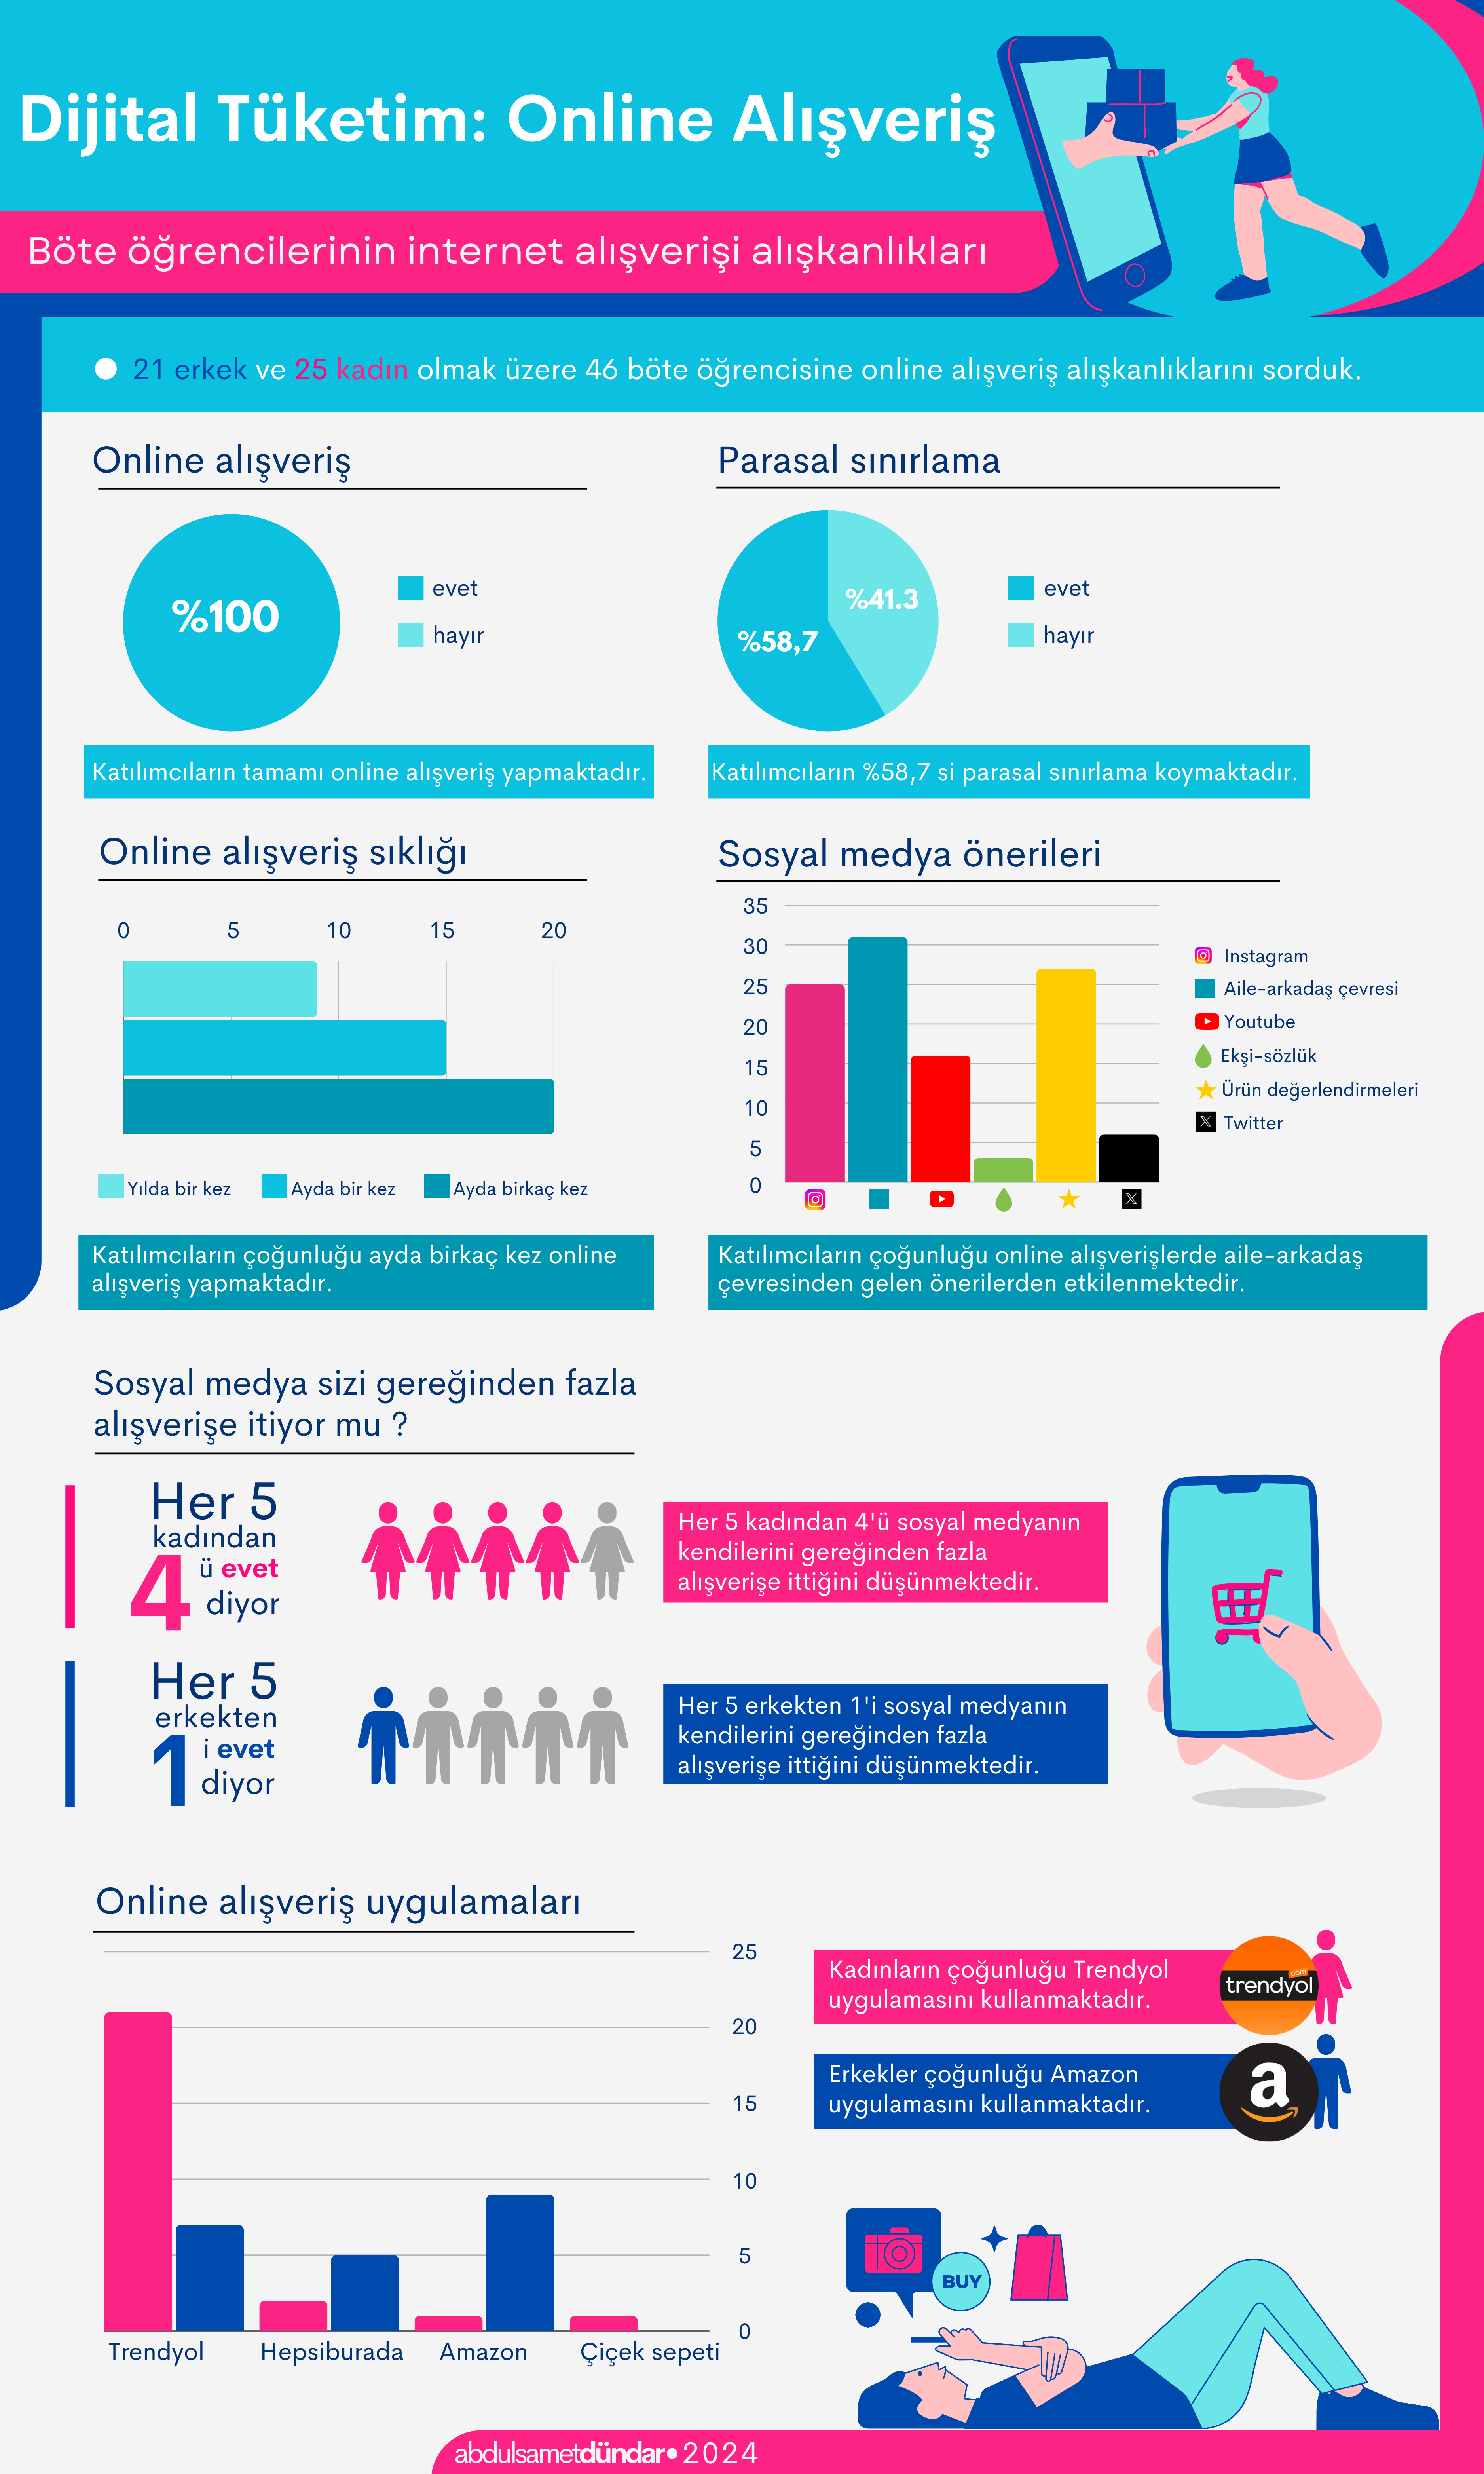 Dijital Tüketim: Online Alışveriş
Böte öğrencilerinin internet alışverişi alışkanlıkları
21 erkek ve 25 kadın olmak üzere 46 böte öğrencisine online alışveriş alışkanlıklarını sorduk.
Online alışveriş
%100
evet
hayır
Katılımcıların tamamı online alışveriş yapmaktadır.
Parasal sınırlama
%41.3
%58,7
evet
hayır
Katılımcıların %58,7 si parasal sınırlama koymaktadır.
Online alışveriş sıklığı
0 5 10 15 20
Yılda bir kez Ayda bir kez Ayda birkaç kez
Katılımcıların çoğunluğu ayda birkaç kez online
alışveriş yapmaktadır.
Sosyal medya önerileri
35
30
25
20
15
10
5
0
Instagram
Aile-arkadaş çevresi
Youtube
Ekşi-sözlük
Ürün değerlendirmeleri
Twitter
Katılımcıların çoğunluğu online alışverişlerde aile-arkadaş
çevresinden gelen önerilerden etkilenmektedir.
Sosyal medya sizi gereğinden fazla
alışverişe itiyor mu ?
Her 5
kadından
4 ü evet
diyor
Her 5 kadından 4'ü sosyal medyanın
kendilerini gereğinden fazla
alışverişe ittiğini düşünmektedir.
Her 5
erkekten
1 i evet
diyor
Her 5 erkekten 1'i sosyal medyanın
kendilerini gereğinden fazla
alışverişe ittiğini düşünmektedir.
Online alışveriş uygulamaları
25
20
15
10
5
0
Trendyol Hepsiburada Amazon Çiçek sepeti
Kadınların çoğunluğu Trendyol
uygulamasını kullanmaktadır.
com
trendyol
Erkekler çoğunluğu Amazon
uygulamasını kullanmaktadır.
a
BUY
abdulsametdündar • 2024